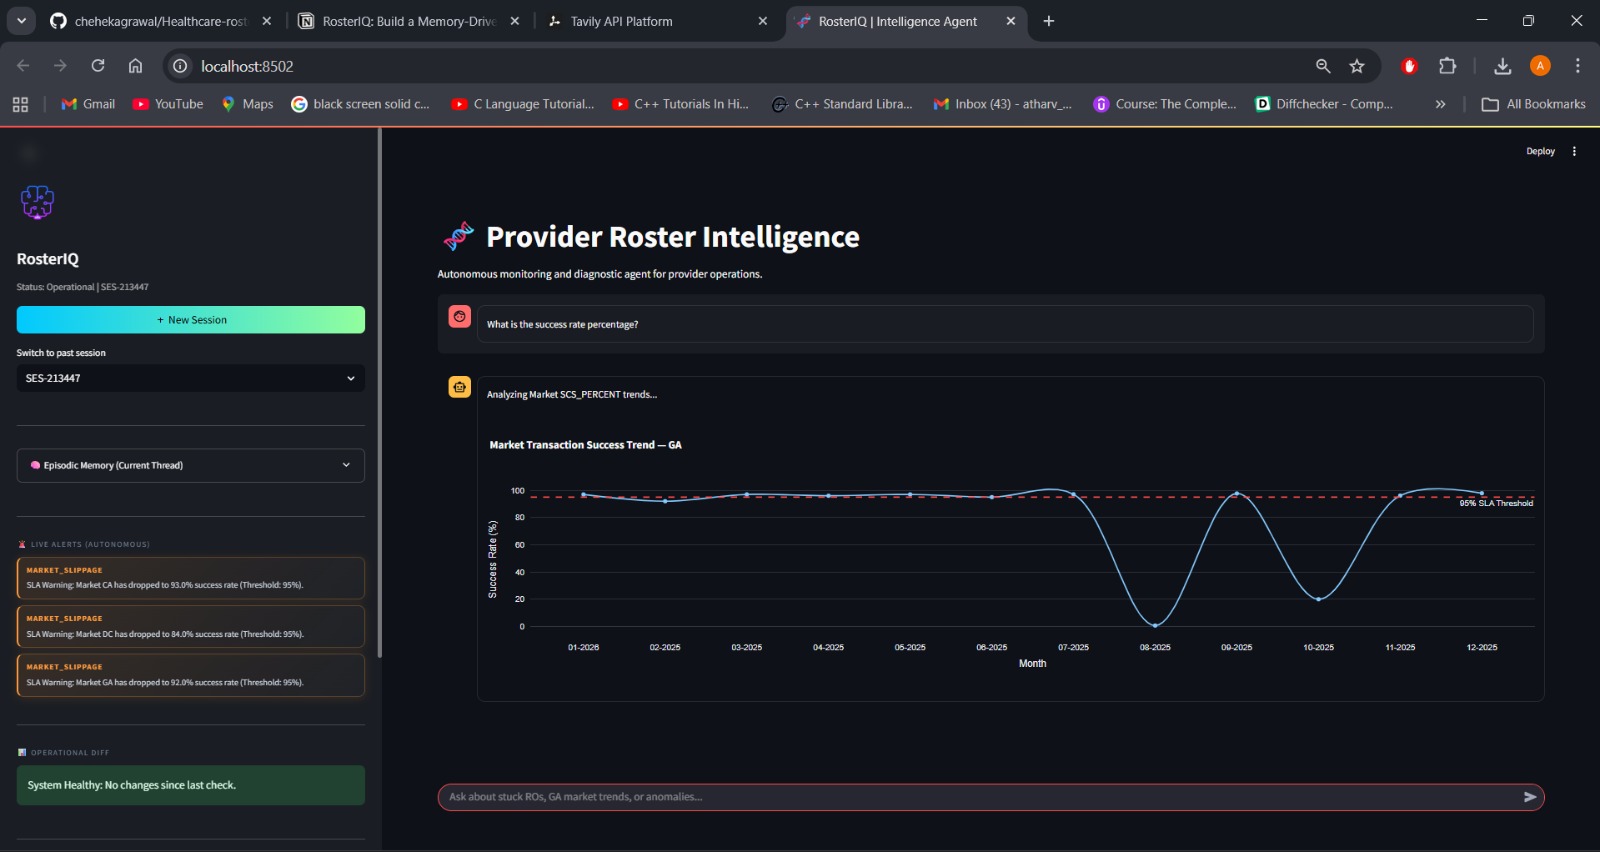 chehekagrawal/Healthcare-rost
RosterIQ: Build a Memory-Drive
Tavily API Platform
RosterIQ | Intelligence Agent
localhost:8502
A
Gmail
YouTube
Maps
black screen solid c...
C Language Tutorial...
C++ Tutorials In Hi...
C++ Standard Libra...
Inbox (43) - atharv_...
Course: The Comple...
Diffchecker - Comp...
All Bookmarks
RosterIQ
Status: Operational | SES-213447
+ New Session
Switch to past session
SES-213447
Episodic Memory (Current Thread)
LIVE ALERTS (AUTONOMOUS)
MARKET_SLIPPAGE
SLA Warning: Market CA has dropped to 93.0% success rate (Threshold: 95%).
MARKET_SLIPPAGE
SLA Warning: Market DC has dropped to 84.0% success rate (Threshold: 95%).
MARKET_SLIPPAGE
SLA Warning: Market GA has dropped to 92.0% success rate (Threshold: 95%).
OPERATIONAL DIFF
System Healthy: No changes since last check.
Deploy
Provider Roster Intelligence
Autonomous monitoring and diagnostic agent for provider operations.
What is the success rate percentage?
Analyzing Market SCS_PERCENT trends...
Market Transaction Success Trend — GA
100
80
60
40
20
0
Success Rate (%)
95% SLA Threshold
01-2026 02-2025 03-2025 04-2025 05-2025 06-2025 07-2025 08-2025 09-2025 10-2025 11-2025 12-2025
Month
Ask about stuck ROs, GA market trends, or anomalies...